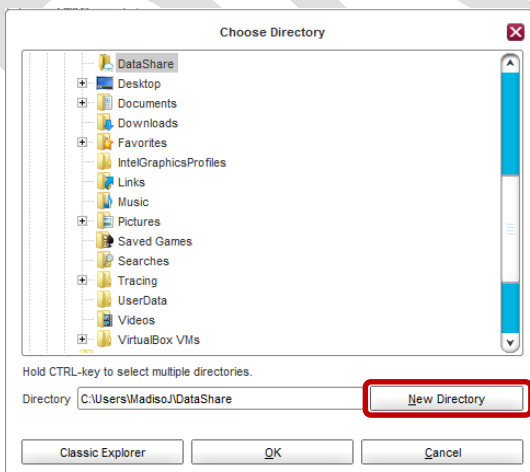 Choose Directory
DataShare
Desktop
Documents
Downloads
Favorites
IntelGraphicsProfiles
Links
Music
Pictures
Saved Games
Searches
Tracing
UserData
Videos
VirtualBox VMs
Hold CTRL-key to select multiple directories.
Directory C:\Users\MadisoJ\DataShare New Directory
Classic Explorer OK Cancel